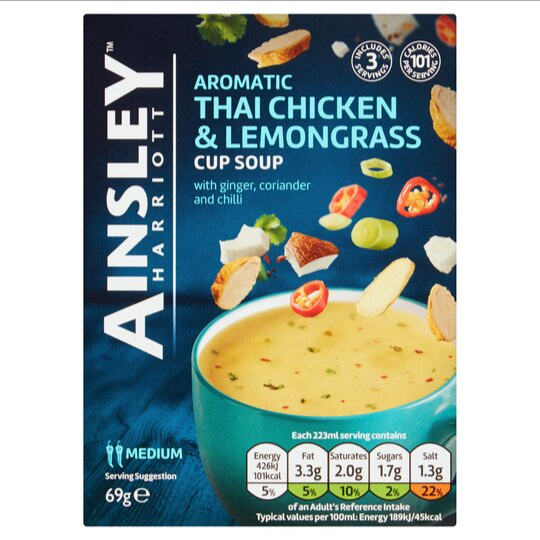 AINSLEY™
HARRIOTT
INCLUDES
3
SERVINGS
CALORIES
101
PER SERVING
AROMATIC
THAI CHICKEN
& LEMONGRASS
CUP SOUP
with ginger, coriander
and chilli
MEDIUM
Serving Suggestion
69g℮
Each 223ml serving contains
Energy
426kJ
101kcal
5%
Fat
3.3g
5%
Saturates
2.0g
10%
Sugars
1.7g
2%
Salt
1.3g
22%
of an Adult's Reference Intake
Typical values per 100ml: Energy 189kJ/45kcal